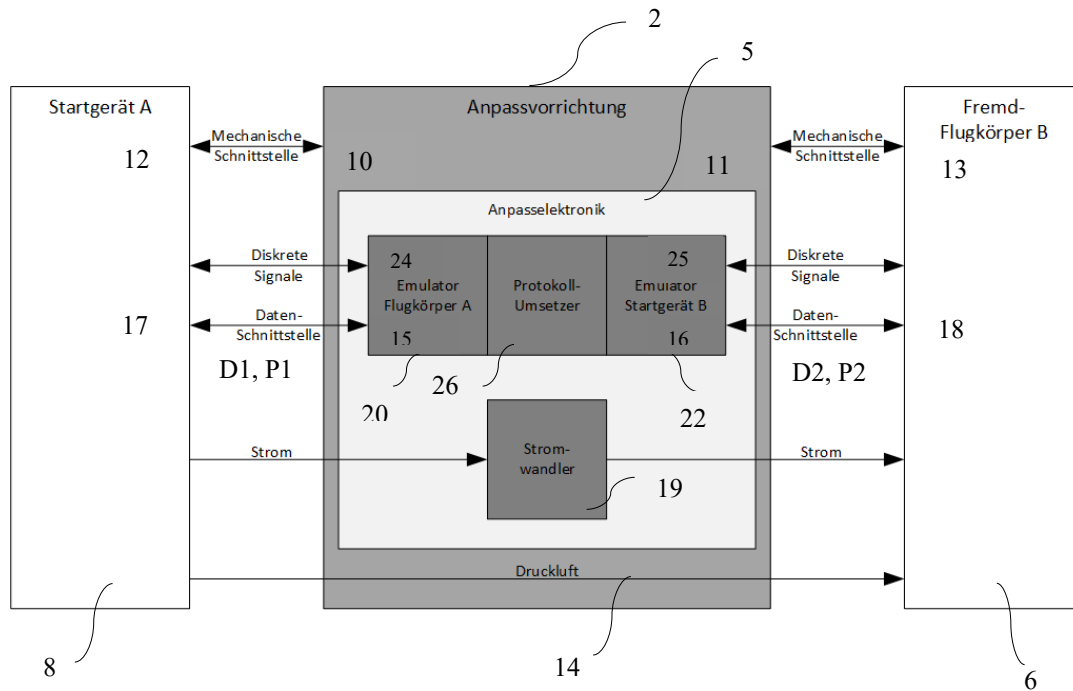 2
5
Startgerät A
Anpassvorrichtung
Fremd-
Flugkörper B
Mechanische
Schnittstelle
Mechanische
Schnittstelle
12
10
11
13
Anpasselektronik
Diskrete
Signale
24
Emulator
Flugkörper A
15
Protokoll-
Umsetzer
25
Emulator
Startgerät B
16
Diskrete
Signale
17
Daten-
Schnittstelle
Daten-
Schnittstelle
18
D1, P1
26
D2, P2
20
22
Strom
Strom-
wandler
Strom
19
Druckluft
8
14
6